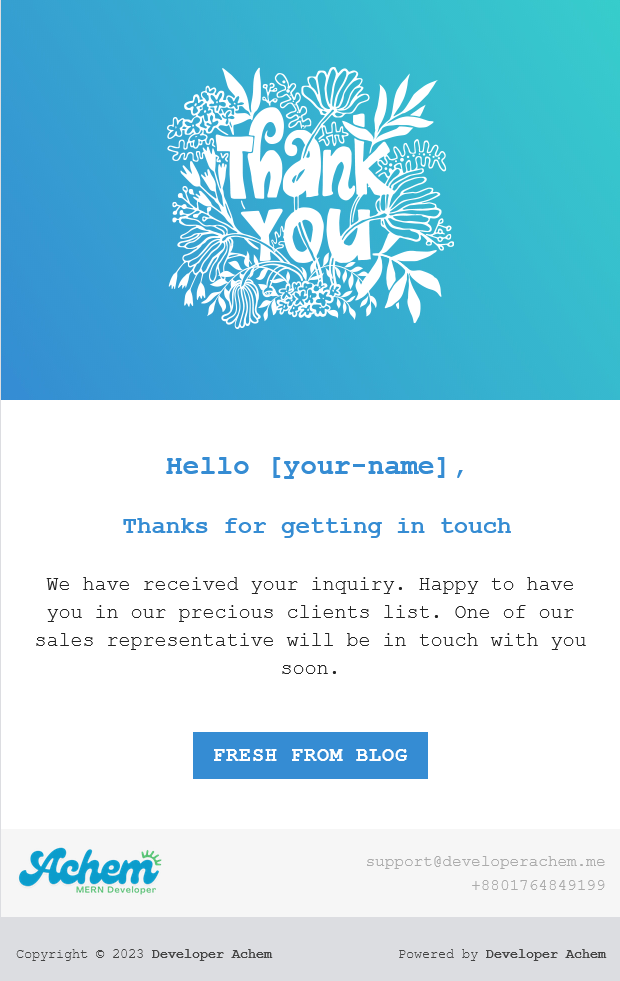 Thank
you
Hello [your-name],
Thanks for getting in touch
We have received your inquiry. Happy to have
you in our precious clients list. One of our
sales representative will be in touch with you
soon.
FRESH FROM BLOG
Achem
MERN Developer
support@developerachem.me
+8801764849199
Copyright © 2023 Developer Achem
Powered by Developer Achem